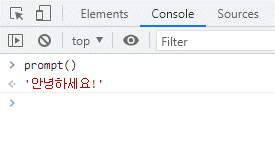 Elements Console Sources
top Filter
> prompt()
< '안녕하세요!'
>